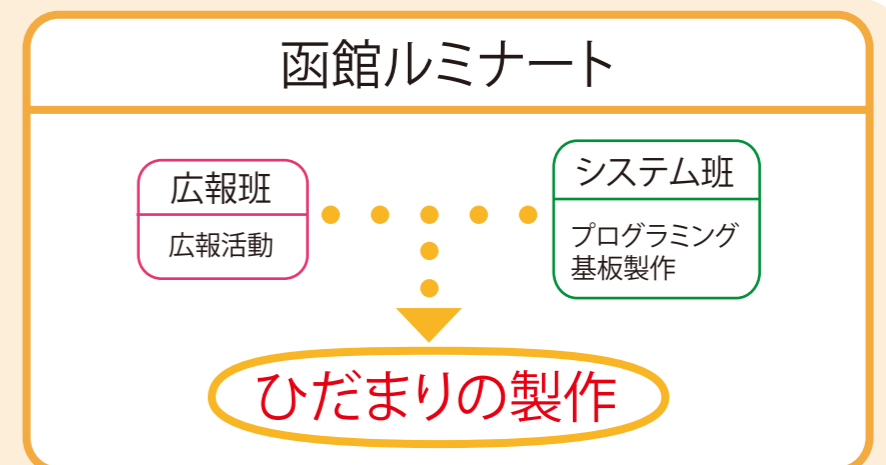 函館ルミナート
広報班
広報活動
システム班
プログラミング
基板製作
ひだまりの製作